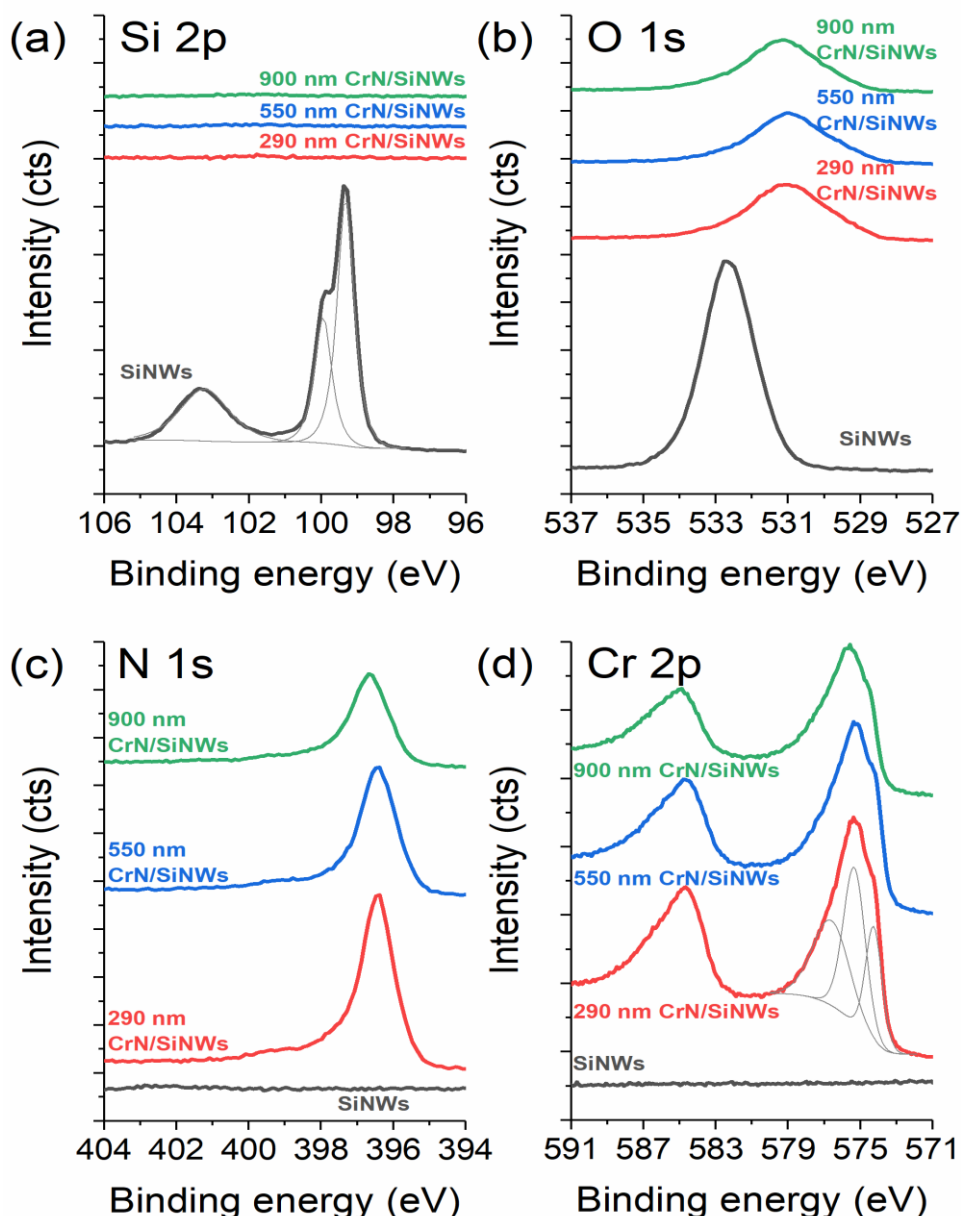 (a) Si 2p
900 nm CrN/SiNWs
550 nm CrN/SiNWs
290 nm CrN/SiNWs
SiNWs
Intensity (cts)
106 104 102 100 98 96
Binding energy (eV)
(b) O 1s
900 nm
CrN/SiNWs
550 nm
CrN/SiNWs
290 nm
CrN/SiNWs
SiNWs
Intensity (cts)
537 535 533 531 529 527
Binding energy (eV)
(c) N 1s
900 nm
CrN/SiNWs
550 nm
CrN/SiNWs
290 nm
CrN/SiNWs
SiNWs
Intensity (cts)
404 402 400 398 396 394
Binding energy (eV)
(d) Cr 2p
900 nm CrN/SiNWs
550 nm CrN/SiNWs
290 nm CrN/SiNWs
SiNWs
Intensity (cts)
591 587 583 579 575 571
Binding energy (eV)